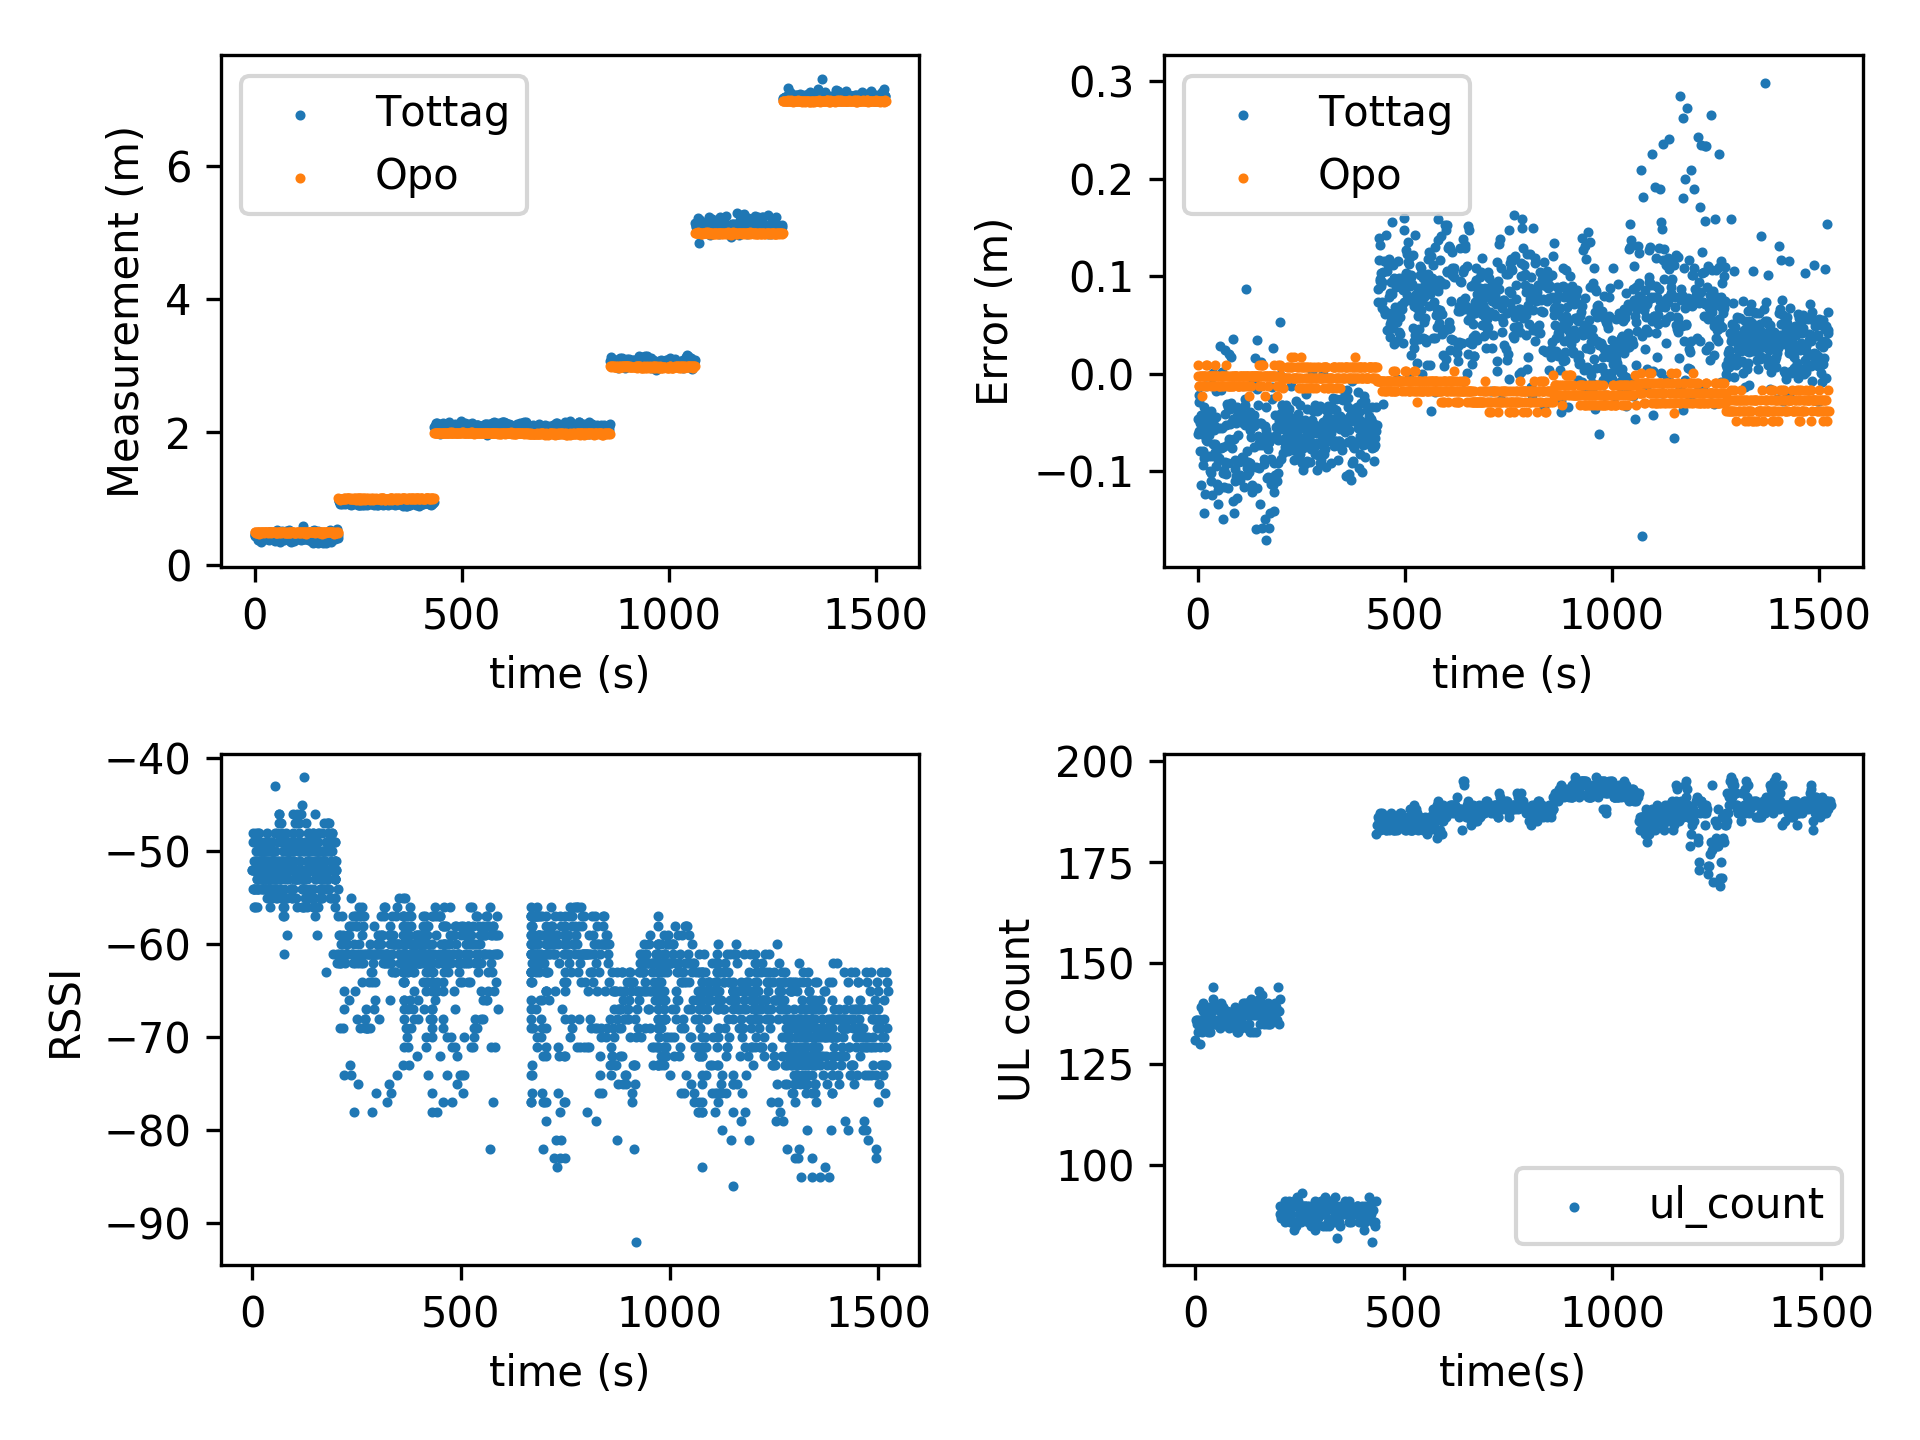 Tottag
Opo
Measurement (m)
6
4
2
0
0 500 1000 1500
time (s)
Tottag
Opo
Error (m)
0.3
0.2
0.1
0.0
−0.1
0 500 1000 1500
time (s)
RSSI
−40
−50
−60
−70
−80
−90
0 500 1000 1500
time (s)
UL count
200
175
150
125
100
ul_count
0 500 1000 1500
time(s)